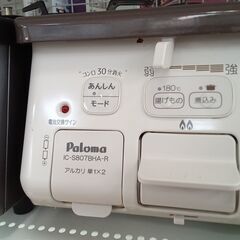 コンロ30分消火
あんしん
モード
弱
強
180℃
揚げもの
煮込み
電池交換サイン
Paloma
IC-S807BHA-R
アルカリ 単1×2